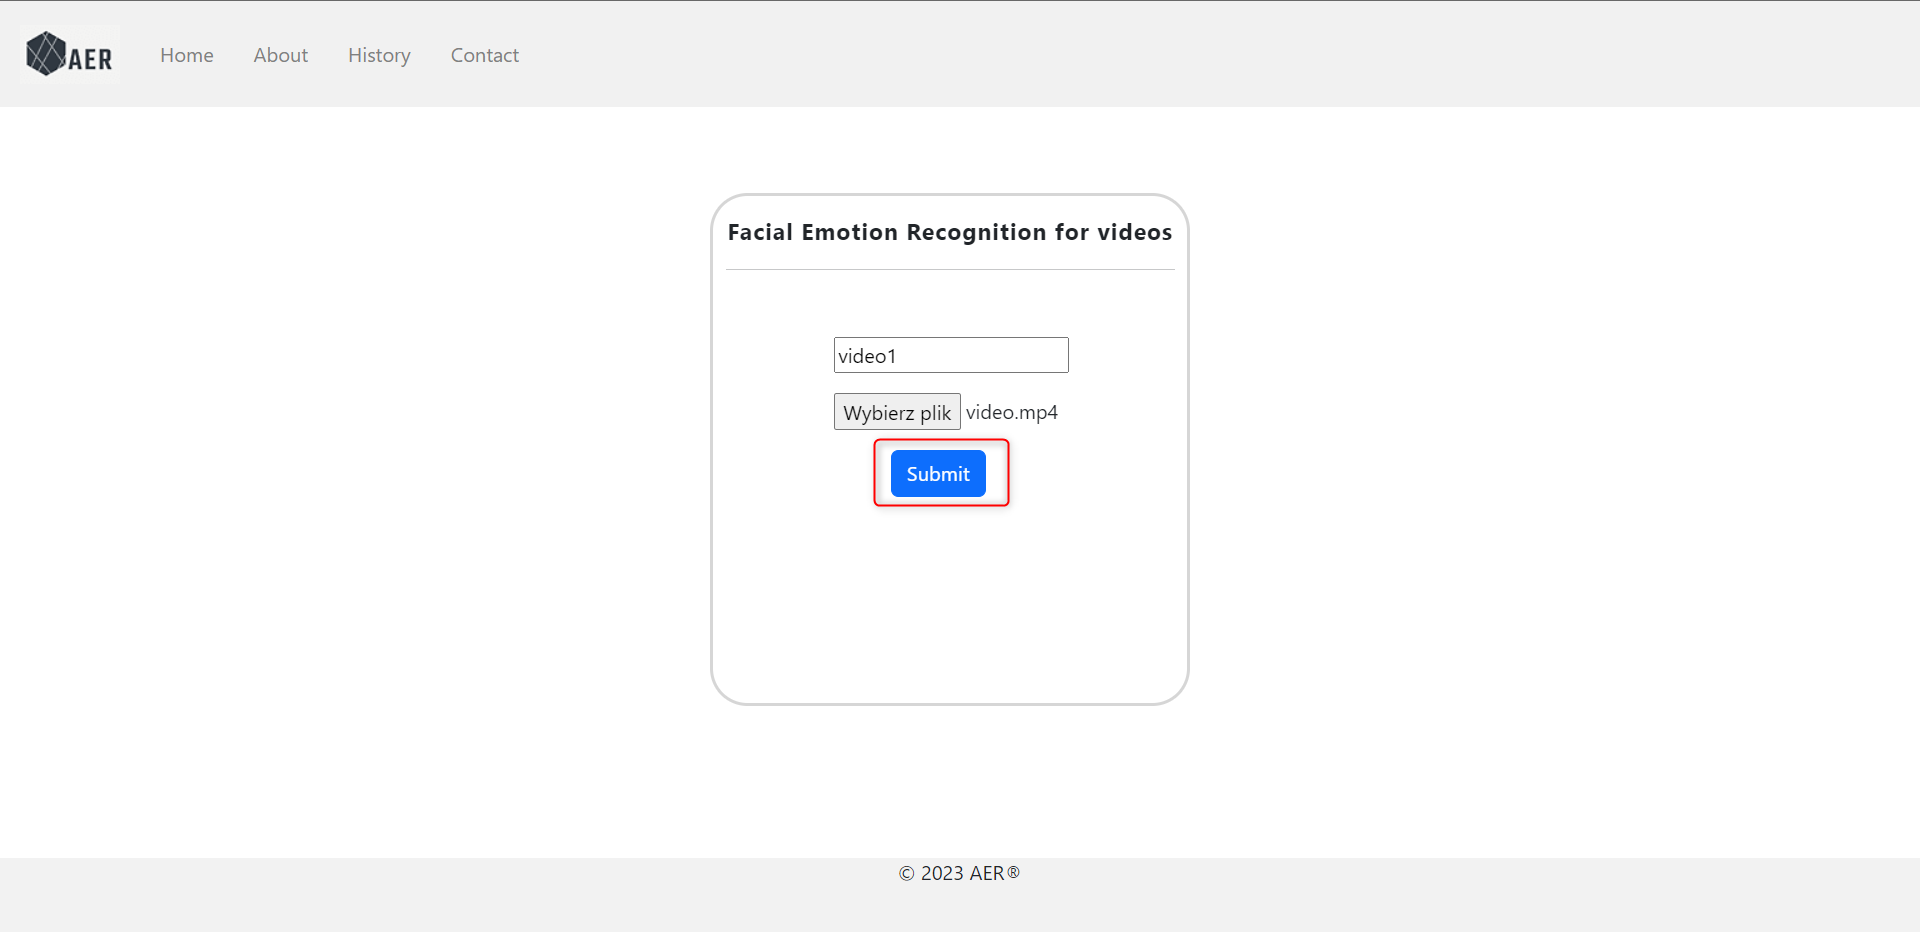 AER
Home About History Contact
Facial Emotion Recognition for videos
video1
Wybierz plik video.mp4
Submit
© 2023 AER®